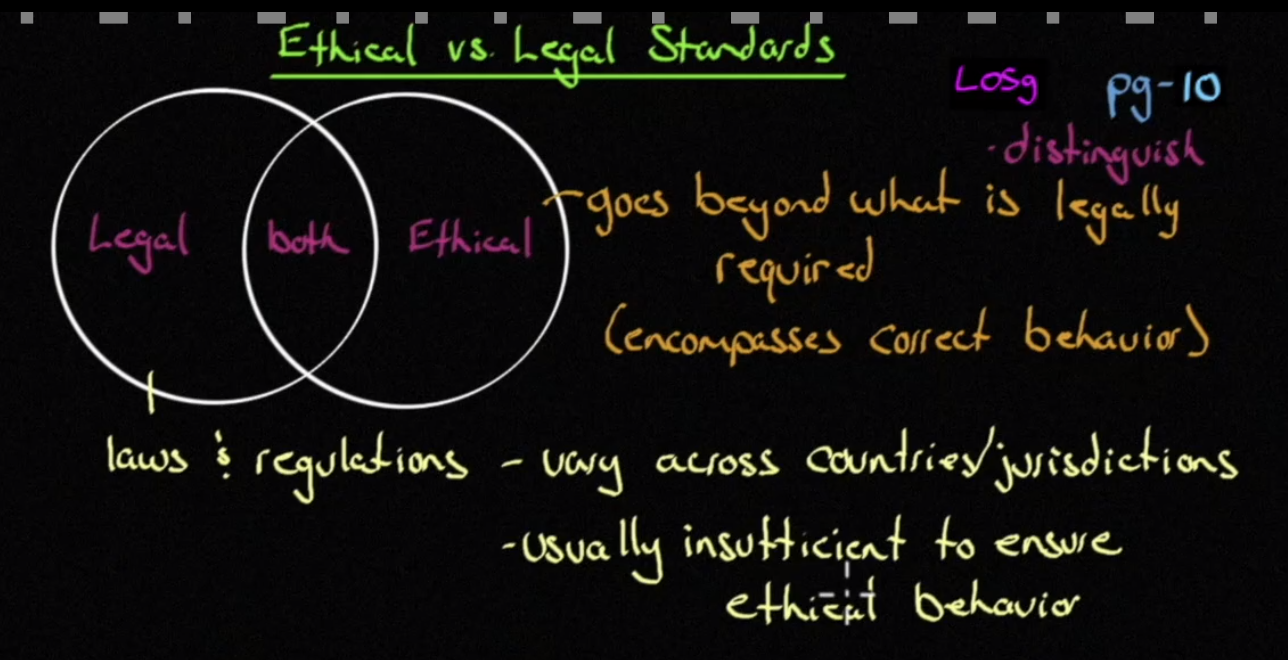 Ethical vs. Legal Standards
LOSg pg-10
·distinguish
Legal both Ethical
goes beyond what is legally
required
(encompasses correct behavior)
laws & regulations - vary across countries/jurisdictions
-usually insufficient to ensure
ethical behavior